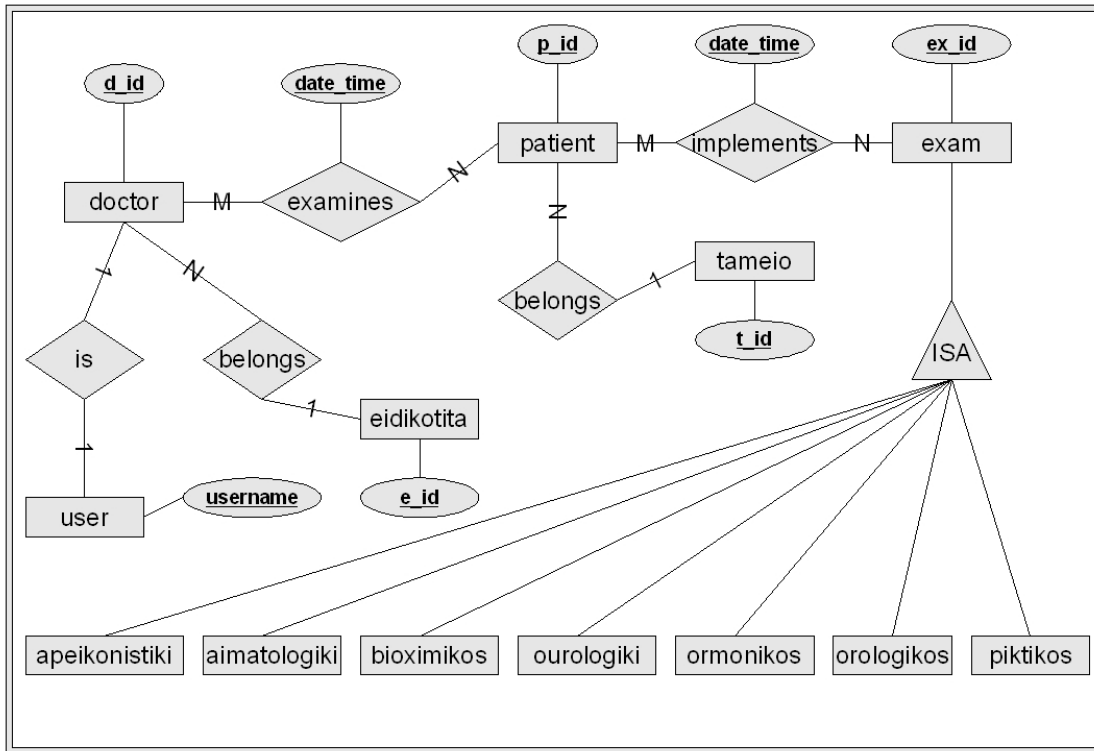 p_id
date_time
ex_id
d_id
date_time
patient
M
implements
N
exam
doctor
M
examines
N
N
tameio
1
belongs
1
N
t_id
ISA
is
belongs
1
eidikotita
1
username
e_id
user
apeikonistiki
aimatologiki
bioximikos
ourologiki
ormonikos
orologikos
piktikos